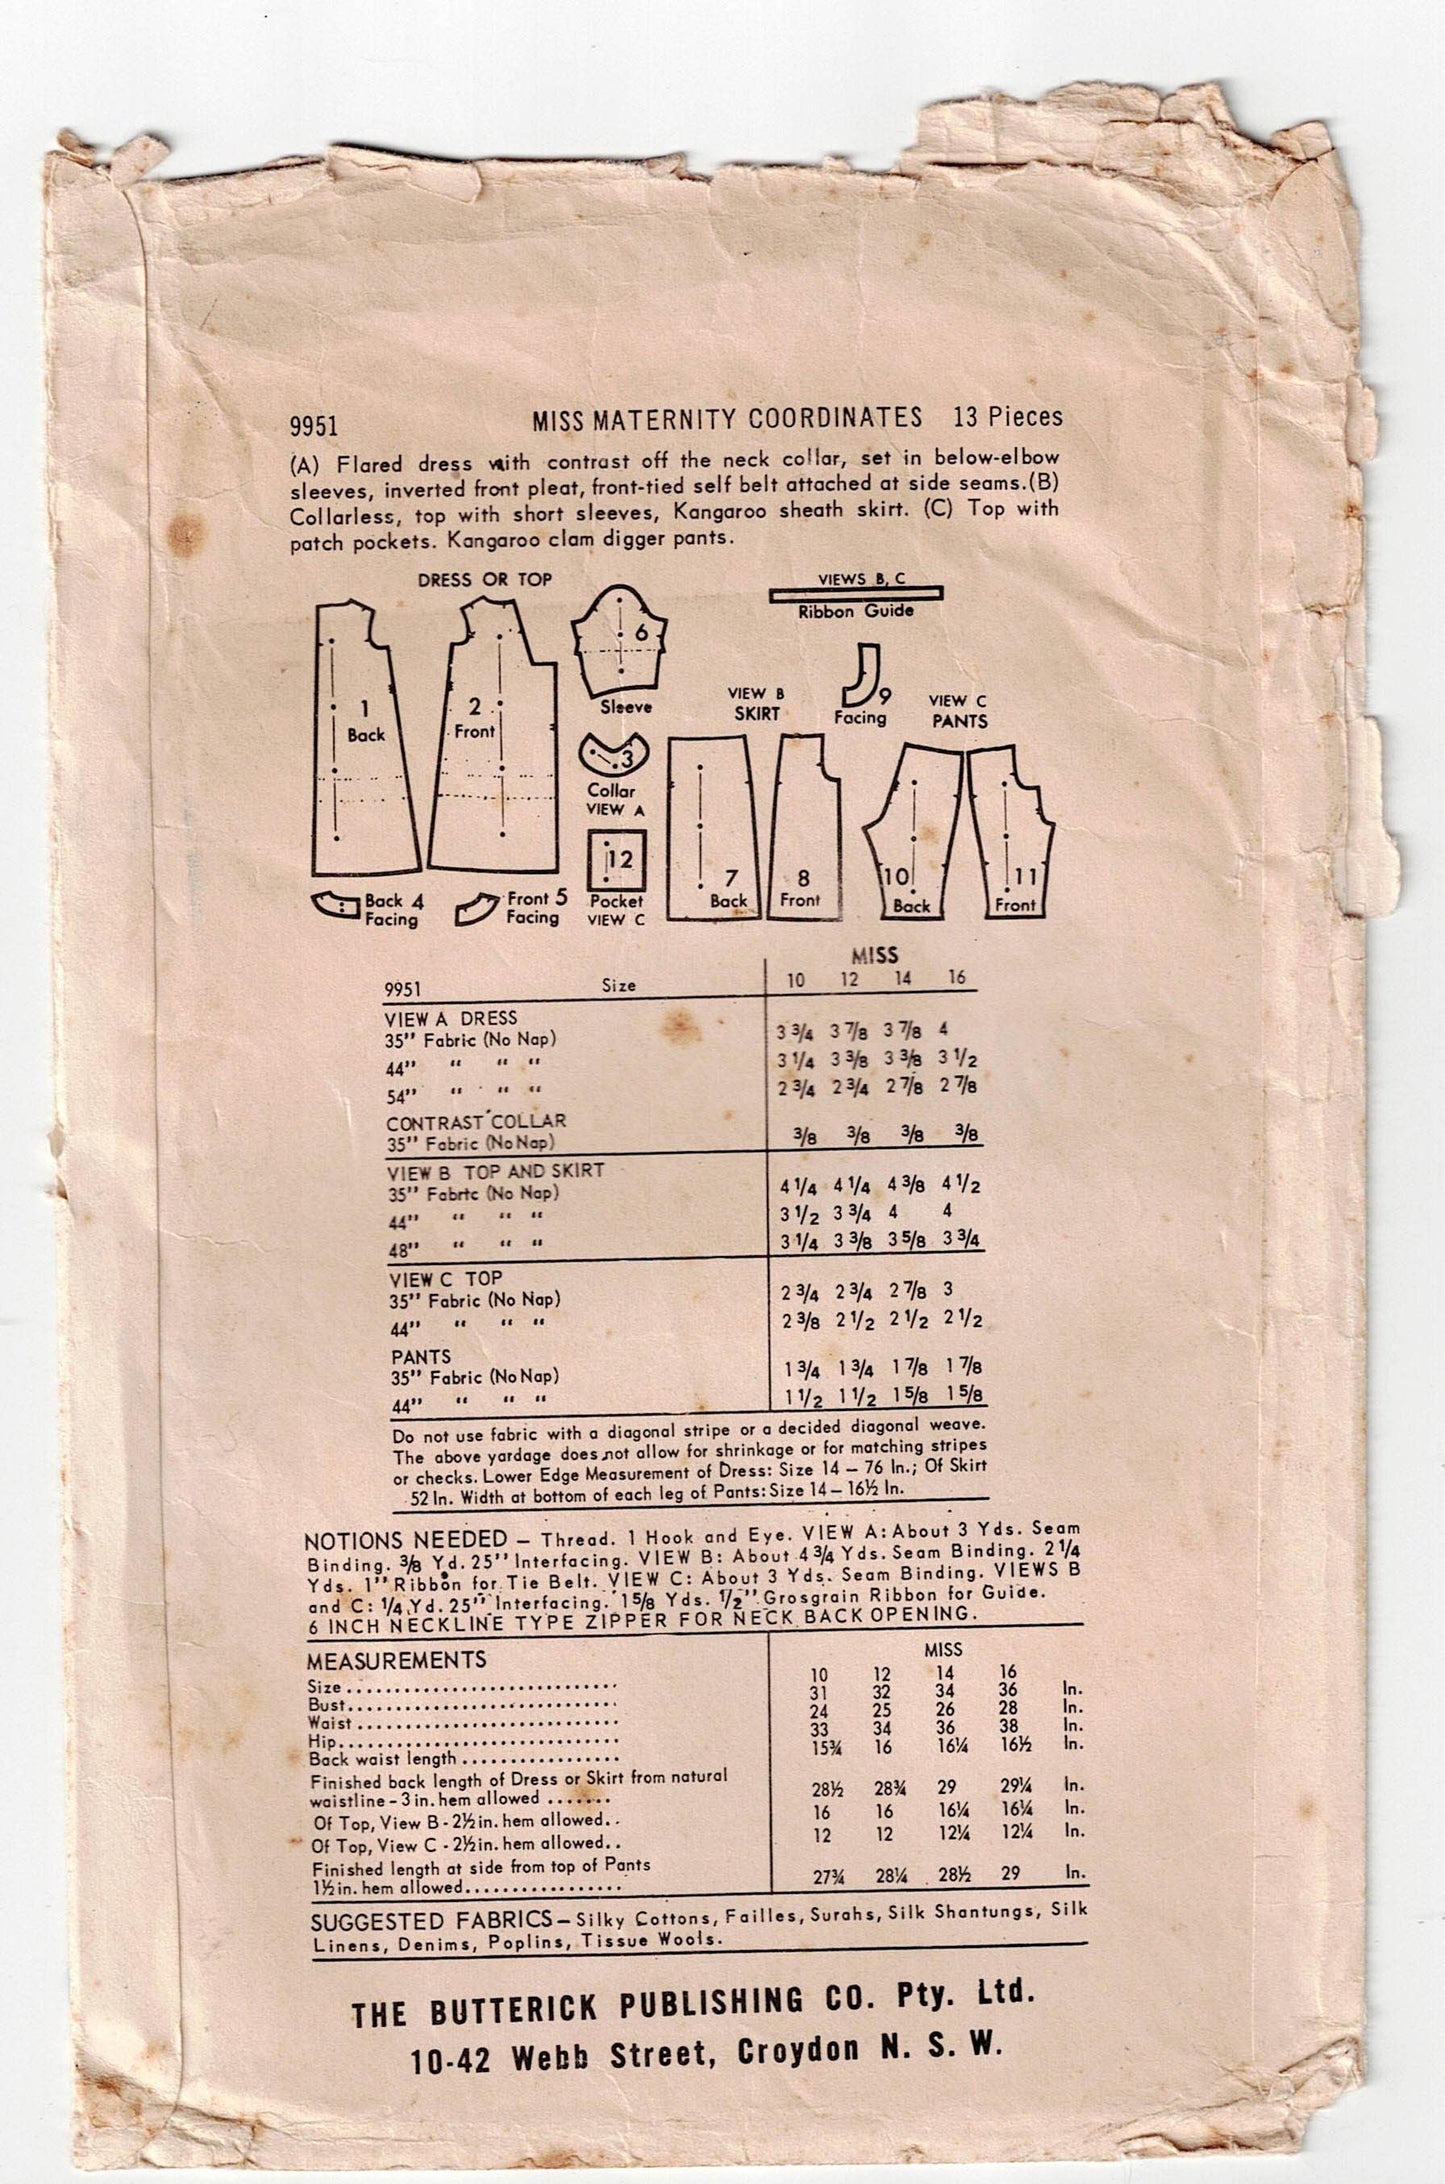 9951 MISS MATERNITY COORDINATES 13 Pieces
(A) Flared dress with contrast off the neck collar, set in below-elbow
sleeves, inverted front pleat, front-tied self belt attached at side seams.(B)
Collarless, top with short sleeves, Kangaroo sheath skirt. (C) Top with
patch pockets. Kangaroo clam digger pants.
DRESS OR TOP
VIEWS B, C
Ribbon Guide
1
Back
2
Front
6
Sleeve
3
Collar
VIEW A
12
Pocket
VIEW C
Back 4
Facing
Front 5
Facing
VIEW B
SKIRT
9
Facing
VIEW C
PANTS
7
Back
8
Front
10
Back
11
Front
MISS
9951 Size 10 12 14 16
VIEW A DRESS
35" Fabric (No Nap) 3 3/4 3 7/8 3 7/8 4
44" " " " 3 1/4 3 3/8 3 3/8 3 1/2
54" " " " 2 3/4 2 3/4 2 7/8 2 7/8
CONTRAST COLLAR
35" Fabric (No Nap) 3/8 3/8 3/8 3/8
VIEW B TOP AND SKIRT
35" Fabrtc (No Nap) 4 1/4 4 1/4 4 3/8 4 1/2
44" " " " 3 1/2 3 3/4 4 4
48" " " " 3 1/4 3 3/8 3 5/8 3 3/4
VIEW C TOP
35" Fabric (No Nap) 2 3/4 2 3/4 2 7/8 3
44" " " " 2 3/8 2 1/2 2 1/2 2 1/2
PANTS
35" Fabric (No Nap) 1 3/4 1 3/4 1 7/8 1 7/8
44" " " " 1 1/2 1 1/2 1 5/8 1 5/8
Do not use fabric with a diagonal stripe or a decided diagonal weave.
The above yardage does not allow for shrinkage or for matching stripes
or checks. Lower Edge Measurement of Dress: Size 14 – 76 In.; Of Skirt
52 In. Width at bottom of each leg of Pants: Size 14 – 16½ In.
NOTIONS NEEDED – Thread. 1 Hook and Eye. VIEW A: About 3 Yds. Seam
Binding. 3/8 Yd. 25" Interfacing. VIEW B: About 4 3/4 Yds. Seam Binding. 2 1/4
Yds. 1" Ribbon for Tie Belt. VIEW C: About 3 Yds. Seam Binding. VIEWS B
and C: 1/4 Yd. 25" Interfacing. 1 5/8 Yds. 1/2" Grosgrain Ribbon for Guide.
6 INCH NECKLINE TYPE ZIPPER FOR NECK BACK OPENING.
MISS
MEASUREMENTS
Size .......... 10 12 14 16
Bust.......... 31 32 34 36 In.
Waist .......... 24 25 26 28 In.
Hip.......... 33 34 36 38 In.
Back waist length .......... 15¾ 16 16¼ 16½ In.
Finished back length of Dress or Skirt from natural
waistline – 3 in. hem allowed ....... 28½ 28¾ 29 29¼ In.
Of Top, View B - 2½ in. hem allowed.. 16 16 16¼ 16¼ In.
Of Top, View C - 2½ in. hem allowed.. 12 12 12¼ 12¼ In.
Finished length at side from top of Pants
1½ in. hem allowed.......... 27¾ 28¼ 28½ 29 In.
SUGGESTED FABRICS – Silky Cottons, Failles, Surahs, Silk Shantungs, Silk
Linens, Denims, Poplins, Tissue Wools.
THE BUTTERICK PUBLISHING CO. Pty. Ltd.
10-42 Webb Street, Croydon N. S. W.